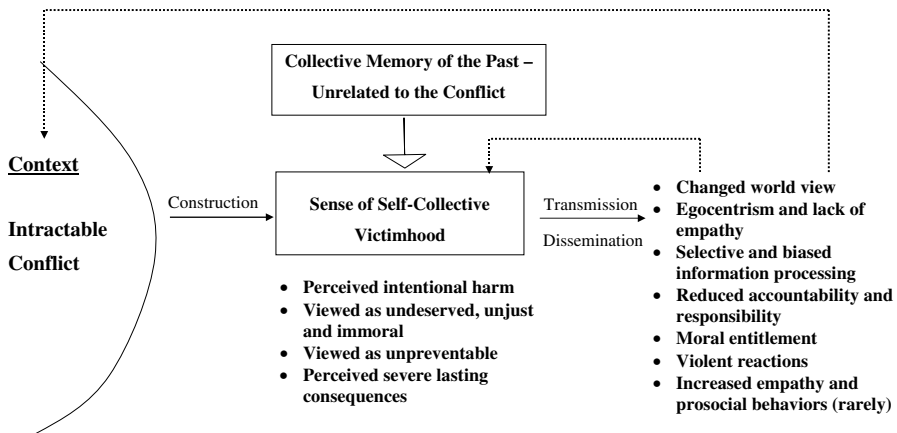 Collective Memory of the Past –
Unrelated to the Conflict
Context
Intractable
Conflict
Construction
Sense of Self-Collective
Victimhood
Transmission
Dissemination
• Perceived intentional harm
• Viewed as undeserved, unjust
and immoral
• Viewed as unpreventable
• Perceived severe lasting
consequences
• Changed world view
• Egocentrism and lack of
empathy
• Selective and biased
information processing
• Reduced accountability and
responsibility
• Moral entitlement
• Violent reactions
• Increased empathy and
prosocial behaviors (rarely)